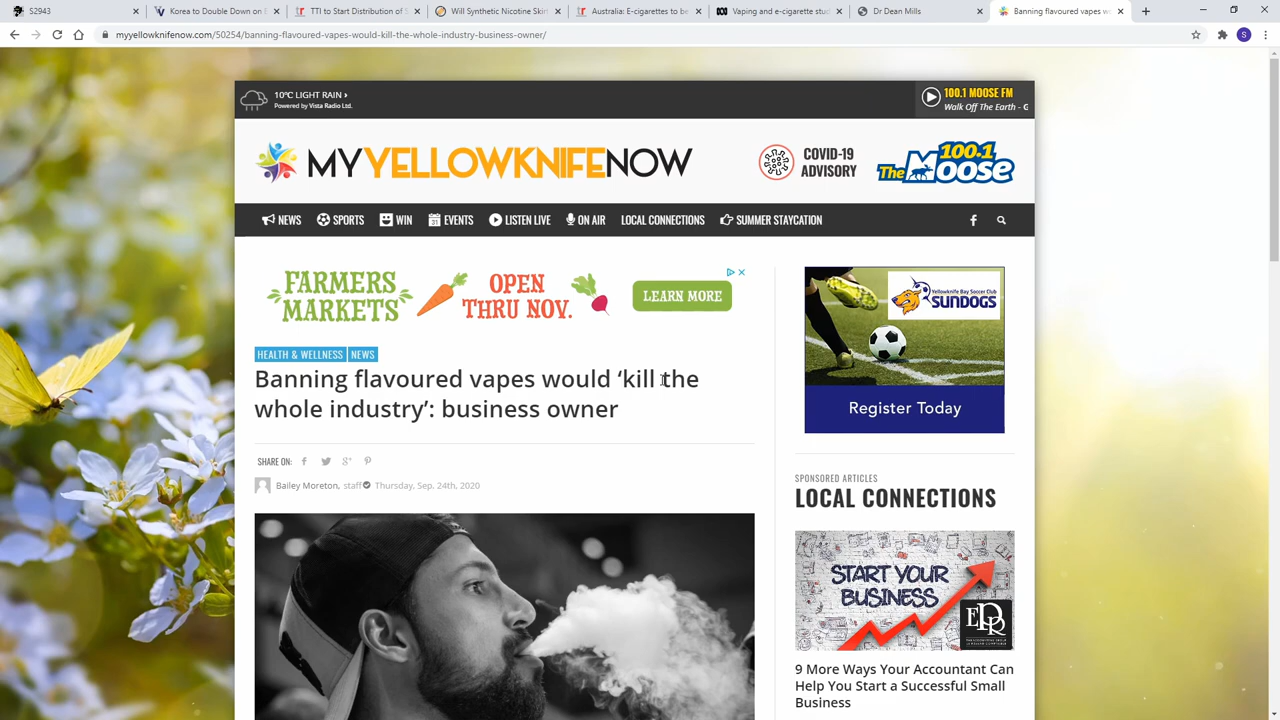 S2943
Korea to Double Down on
TTI to Start Distribution of
Will Synthetic Nicotine Skirt
Australia: E-cigarettes to be
Vaping and e-cigarette stud
Dr Dean Mills
Banning flavoured vapes w
myyellowknifenow.com/50254/banning-flavoured-vapes-would-kill-the-whole-industry-business-owner/
S
10°C LIGHT RAIN
Powered by Vista Radio Ltd.
100.1 MOOSE FM
Walk Off The Earth - G
MYYELLOWKNIFENOW
COVID-19
ADVISORY
100.1
The Moose
NEWS SPORTS WIN EVENTS LISTEN LIVE ON AIR LOCAL CONNECTIONS SUMMER STAYCATION
FARMERS
MARKETS
OPEN
THRU NOV.
LEARN MORE
Yellowknife Bay Soccer Club
SUNDOGS
Register Today
HEALTH & WELLNESS NEWS
Banning flavoured vapes would ‘kill the
whole industry’: business owner
SHARE ON:
Bailey Moreton, staff Thursday, Sep. 24th, 2020
SPONSORED ARTICLES
LOCAL CONNECTIONS
START YOUR
BUSINESS
EPR
9 More Ways Your Accountant Can
Help You Start a Successful Small
Business